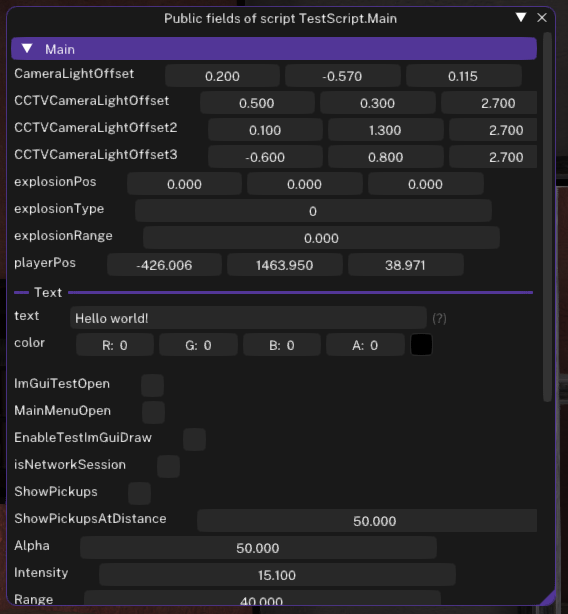 Public fields of script TestScript.Main
Main
CameraLightOffset 0.200 -0.570 0.115
CCTVCameraLightOffset 0.500 0.300 2.700
CCTVCameraLightOffset2 0.100 1.300 2.700
CCTVCameraLightOffset3 -0.600 0.800 2.700
explosionPos 0.000 0.000 0.000
explosionType 0
explosionRange 0.000
playerPos -426.006 1463.950 38.971
Text
text Hello world! (?)
color R: 0 G: 0 B: 0 A: 0
ImGuiTestOpen
MainMenuOpen
EnableTestImGuiDraw
isNetworkSession
ShowPickups
ShowPickupsAtDistance 50.000
Alpha 50.000
Intensity 15.100
Range 40.000